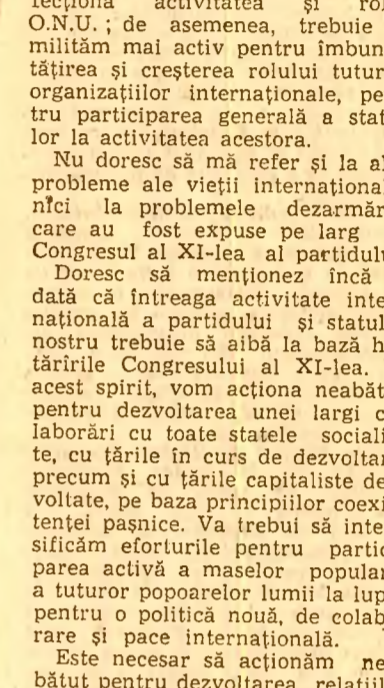 fecționa activitatea și rol
O.N.U. ; de asemenea, trebuie
milităm mai activ pentru îmbun
tățirea și creșterea rolului tutur
organizațiilor internaționale, pe
tru participarea generală a stat
lor la activitatea acestora.
Nu doresc să mă refer și la al
probleme ale vieții internațional
nici la problemele dezarmăr
care au fost expuse pe larg
Congresul al XI-lea al partidulu
Doresc să menționez încă
dată că întreaga activitate inte
națională a partidului și statul
nostru trebuie să aibă la bază h
tărîrile Congresului al XI-lea.
acest spirit, vom acționa neabăt
pentru dezvoltarea unei largi c
laborări cu toate statele sociali
te, cu țările în curs de dezvoltar
precum și cu țările capitaliste de
voltate, pe baza principiilor coexi
tenței pașnice. Va trebui să inte
sificăm eforturile pentru partic
parea activă a maselor popular
a tuturor popoarelor lumii la lup
pentru o politică nouă, de colab
rare și pace internațională.
Este necesar să acționăm ne
bătut pentru dezvoltarea relațiil